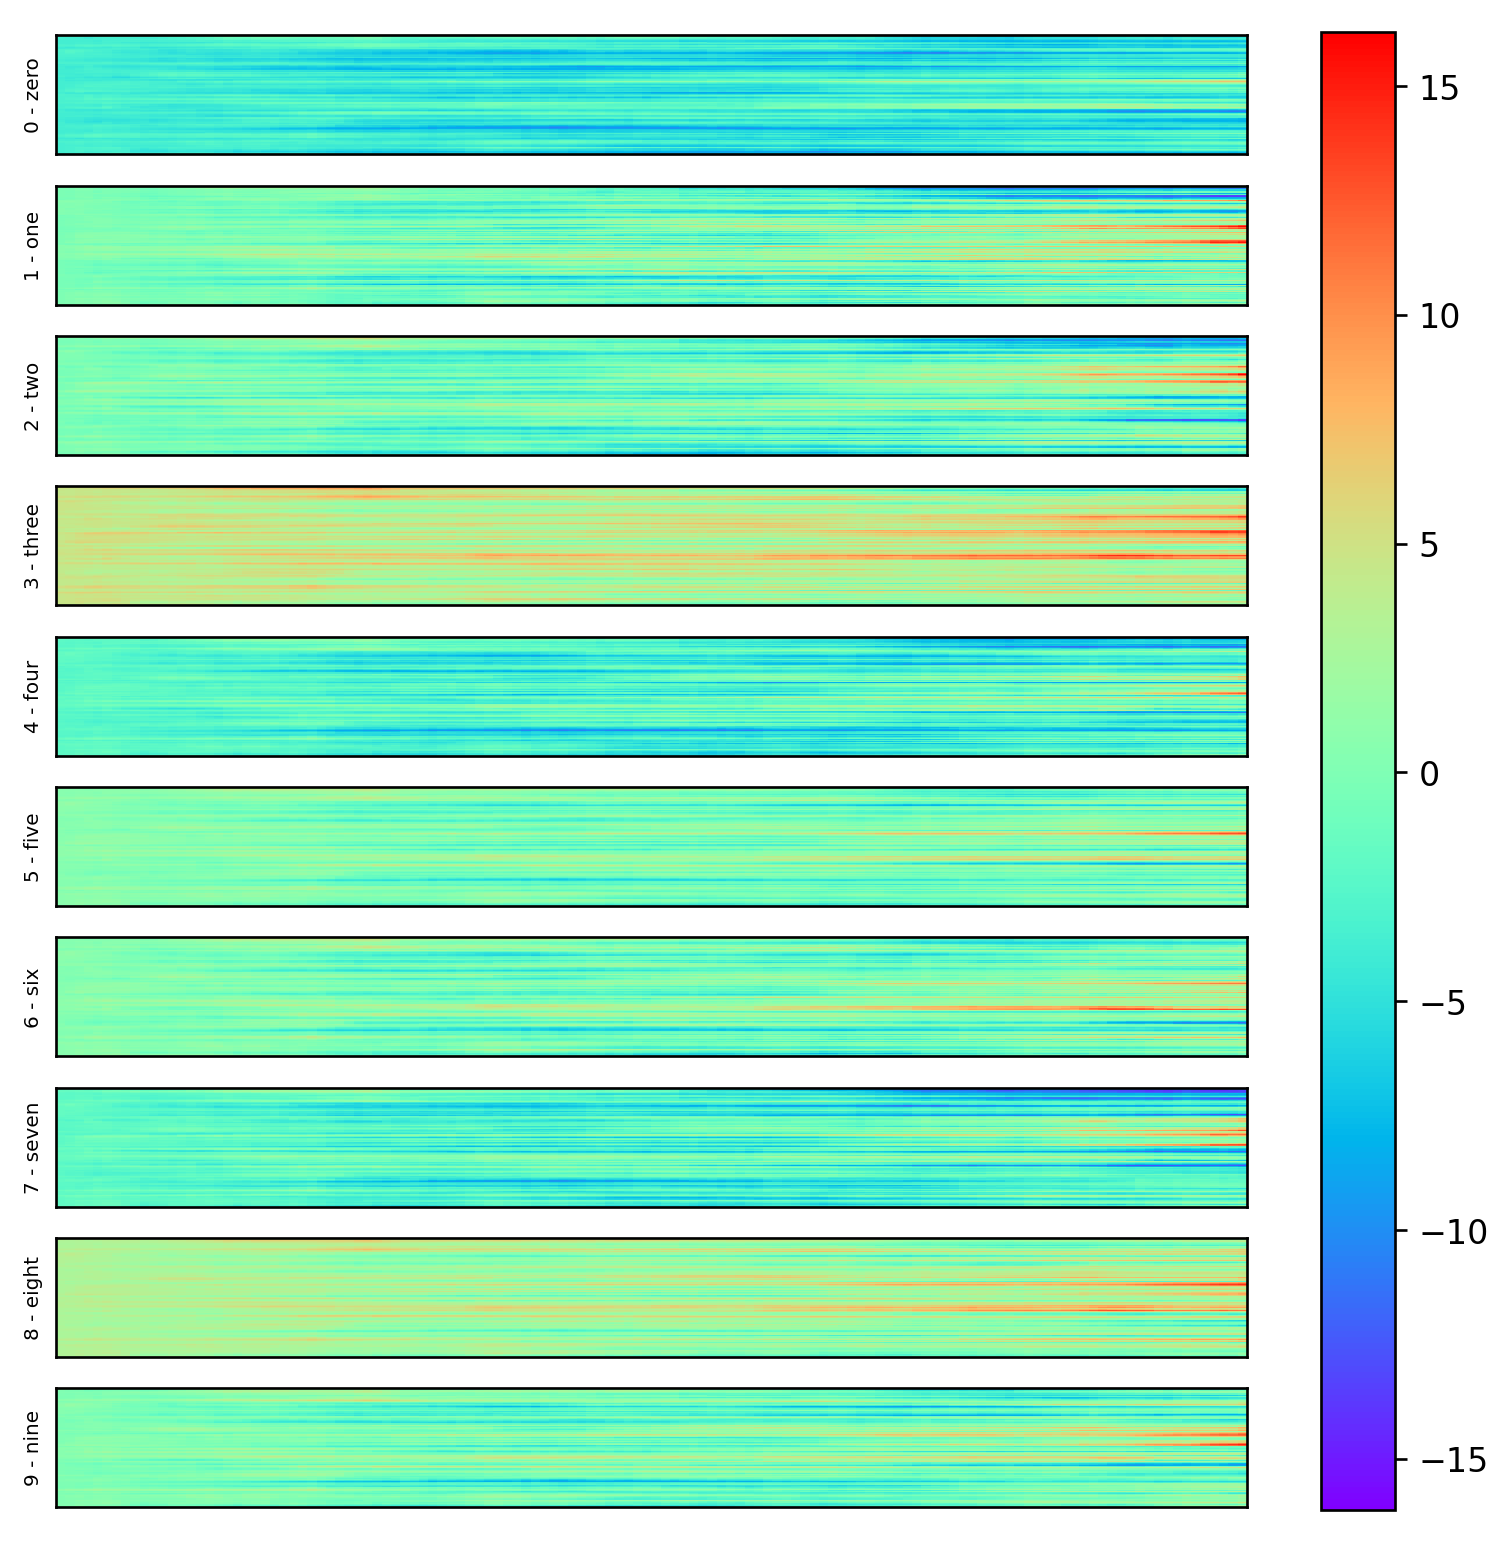 0 - zero
1 - one
2 - two
3 - three
4 - four
5 - five
6 - six
7 - seven
8 - eight
9 - nine
15
10
5
0
−5
−10
−15